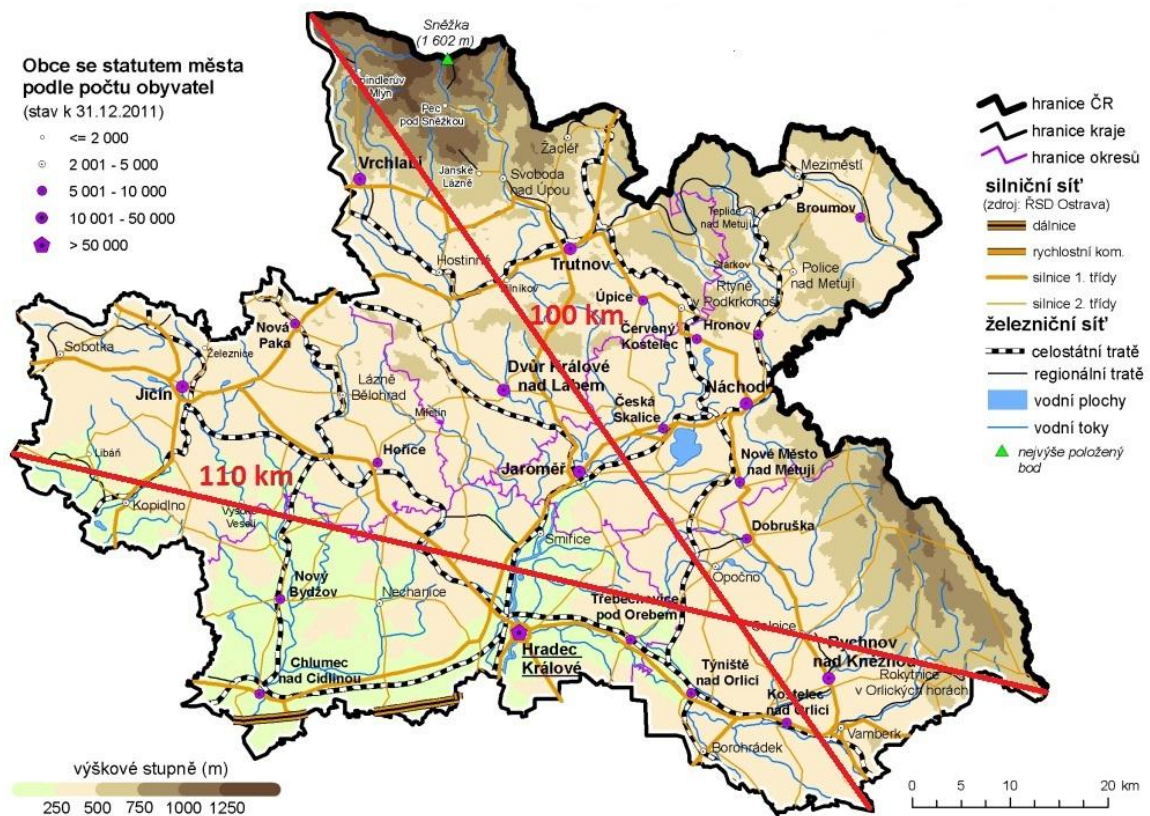 Sněžka
(1 602 m)
Obce se statutem města
podle počtu obyvatel
(stav k 31.12.2011)
<= 2 000
2 001 - 5 000
5 001 - 10 000
10 001 - 50 000
> 50 000
hranice ČR
hranice kraje
hranice okresů
silniční síť
(zdroj: ŘSD Ostrava)
dálnice
rychlostní kom.
silnice 1. třídy
silnice 2. třídy
železniční síť
celostátní tratě
regionální tratě
vodní plochy
vodní toky
nejvýše položený
bod
Mlýn
Pec
pod Sněžkou
Žacléř
Vrchlabí
Janské
Lázně
Svoboda
nad Úpou
Meziměstí
Teplice
nad Metují
Broumov
Hostinné
Trutnov
Stárkov
Police
nad Metují
Rtyně
v Podkrkonoší
Úpice
100 km
Červený
Kostelec
Hronov
Nová
Paka
Sobotka
Železnice
Jičín
Lázně
Bělohrad
Dvůr Králové
nad Labem
Náchod
Miletín
Česká
Skalice
Libáň
Hořice
Jaroměř
Nové Město
nad Metují
110 km
Kopidlno
Vysoké
Veselí
Smiřice
Dobruška
Opočno
Nový
Bydžov
Nechanice
Třebechovice
pod Orebem
Hradec
Králové
Rychnov
nad Kněžnou
Chlumec
nad Cidlinou
Týniště
nad Orlicí
Rokytnice
v Orlických horách
Kostelec
nad Orlicí
Vamberk
Borohrádek
výškové stupně (m)
250 500 750 1000 1250
0 5 10 20 km